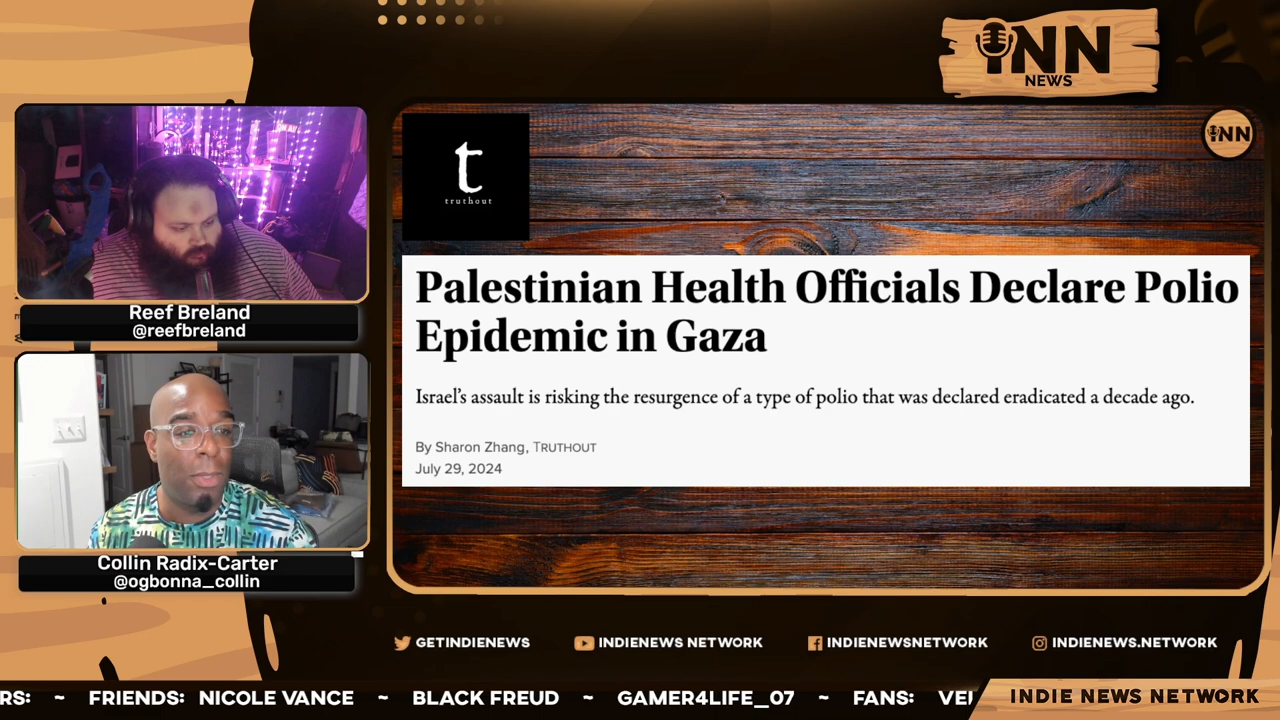 iNN
NEWS
iNN
t
truthout
Palestinian Health Officials Declare Polio
Epidemic in Gaza
Israel’s assault is risking the resurgence of a type of polio that was declared eradicated a decade ago.
By Sharon Zhang, TRUTHOUT
July 29, 2024
Reef Breland
@reefbreland
Collin Radix-Carter
@ogbonna_collin
GETINDIENEWS
INDIENEWS NETWORK
INDIENEWSNETWORK
INDIENEWS.NETWORK
RS: ~ FRIENDS: NICOLE VANCE ~ BLACK FREUD ~ GAMER4LIFE_07 ~ FANS: VEI
INDIE NEWS NETWORK